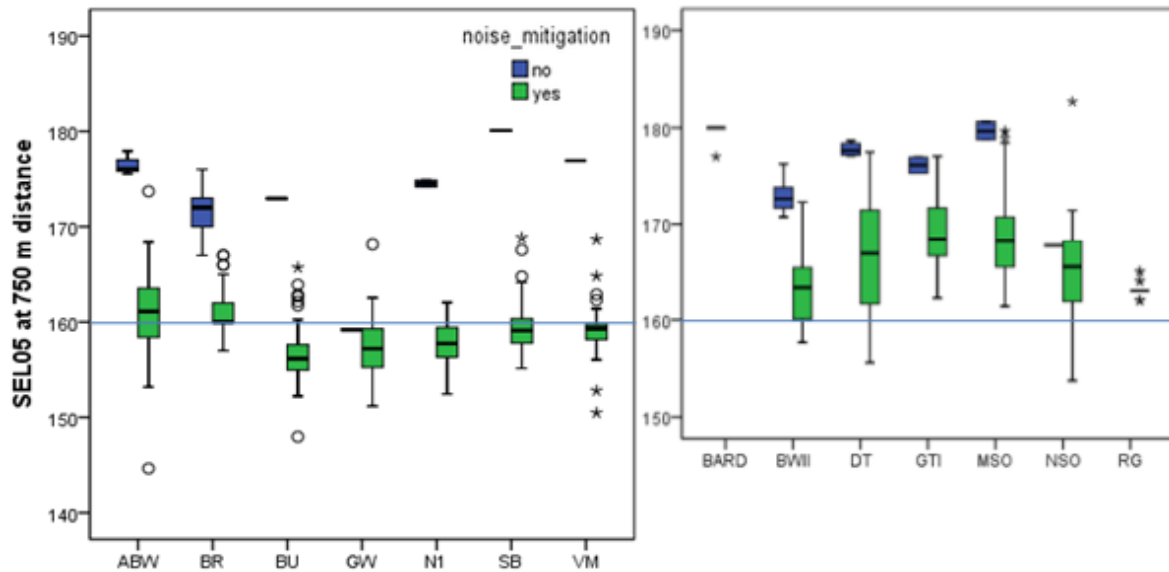 SEL05 at 750 m distance
190
180
170
160
150
140
noise_mitigation
no
yes
ABW
BR
BU
GW
N1
SB
VM
190
180
170
160
150
BARD
BWII
DT
GTI
MSO
NSO
RG